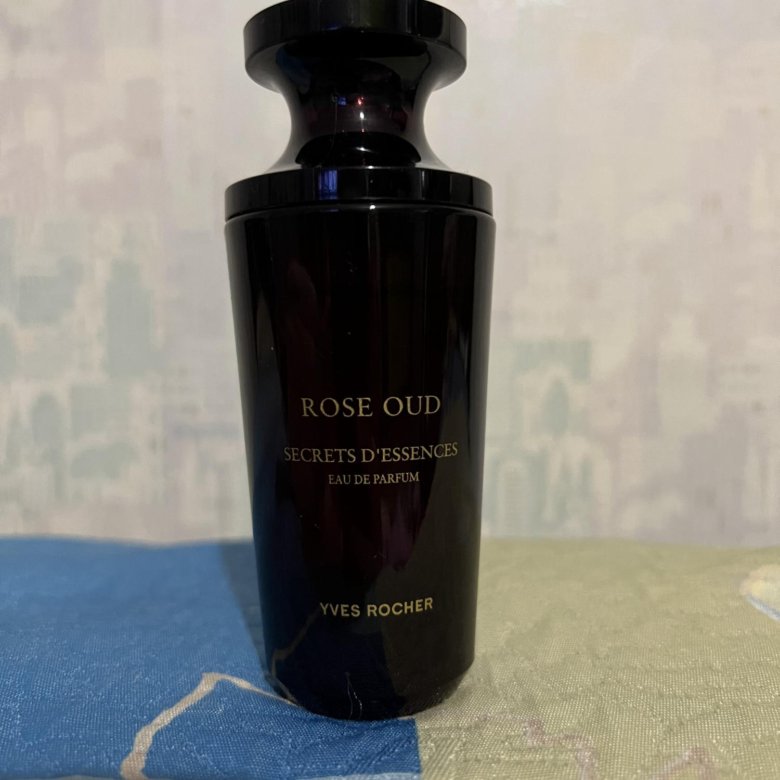 ROSE OUD
SECRETS D'ESSENCES
EAU DE PARFUM
YVES ROCHER